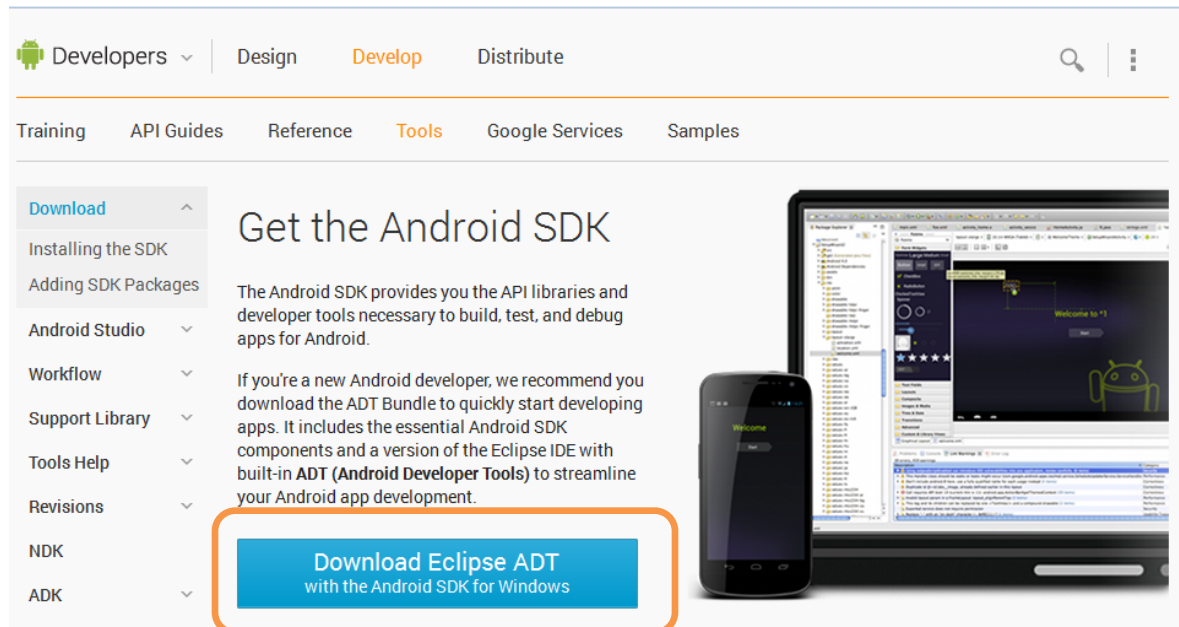 Developers
Design
Develop
Distribute
Training
API Guides
Reference
Tools
Google Services
Samples
Download
Installing the SDK
Adding SDK Packages
Android Studio
Workflow
Support Library
Tools Help
Revisions
NDK
ADK
Get the Android SDK
The Android SDK provides you the API libraries and
developer tools necessary to build, test, and debug
apps for Android.
If you're a new Android developer, we recommend you
download the ADT Bundle to quickly start developing
apps. It includes the essential Android SDK
components and a version of the Eclipse IDE with
built-in ADT (Android Developer Tools) to streamline
your Android app development.
Download Eclipse ADT
with the Android SDK for Windows
Welcome
Start
Welcome to *1
Start